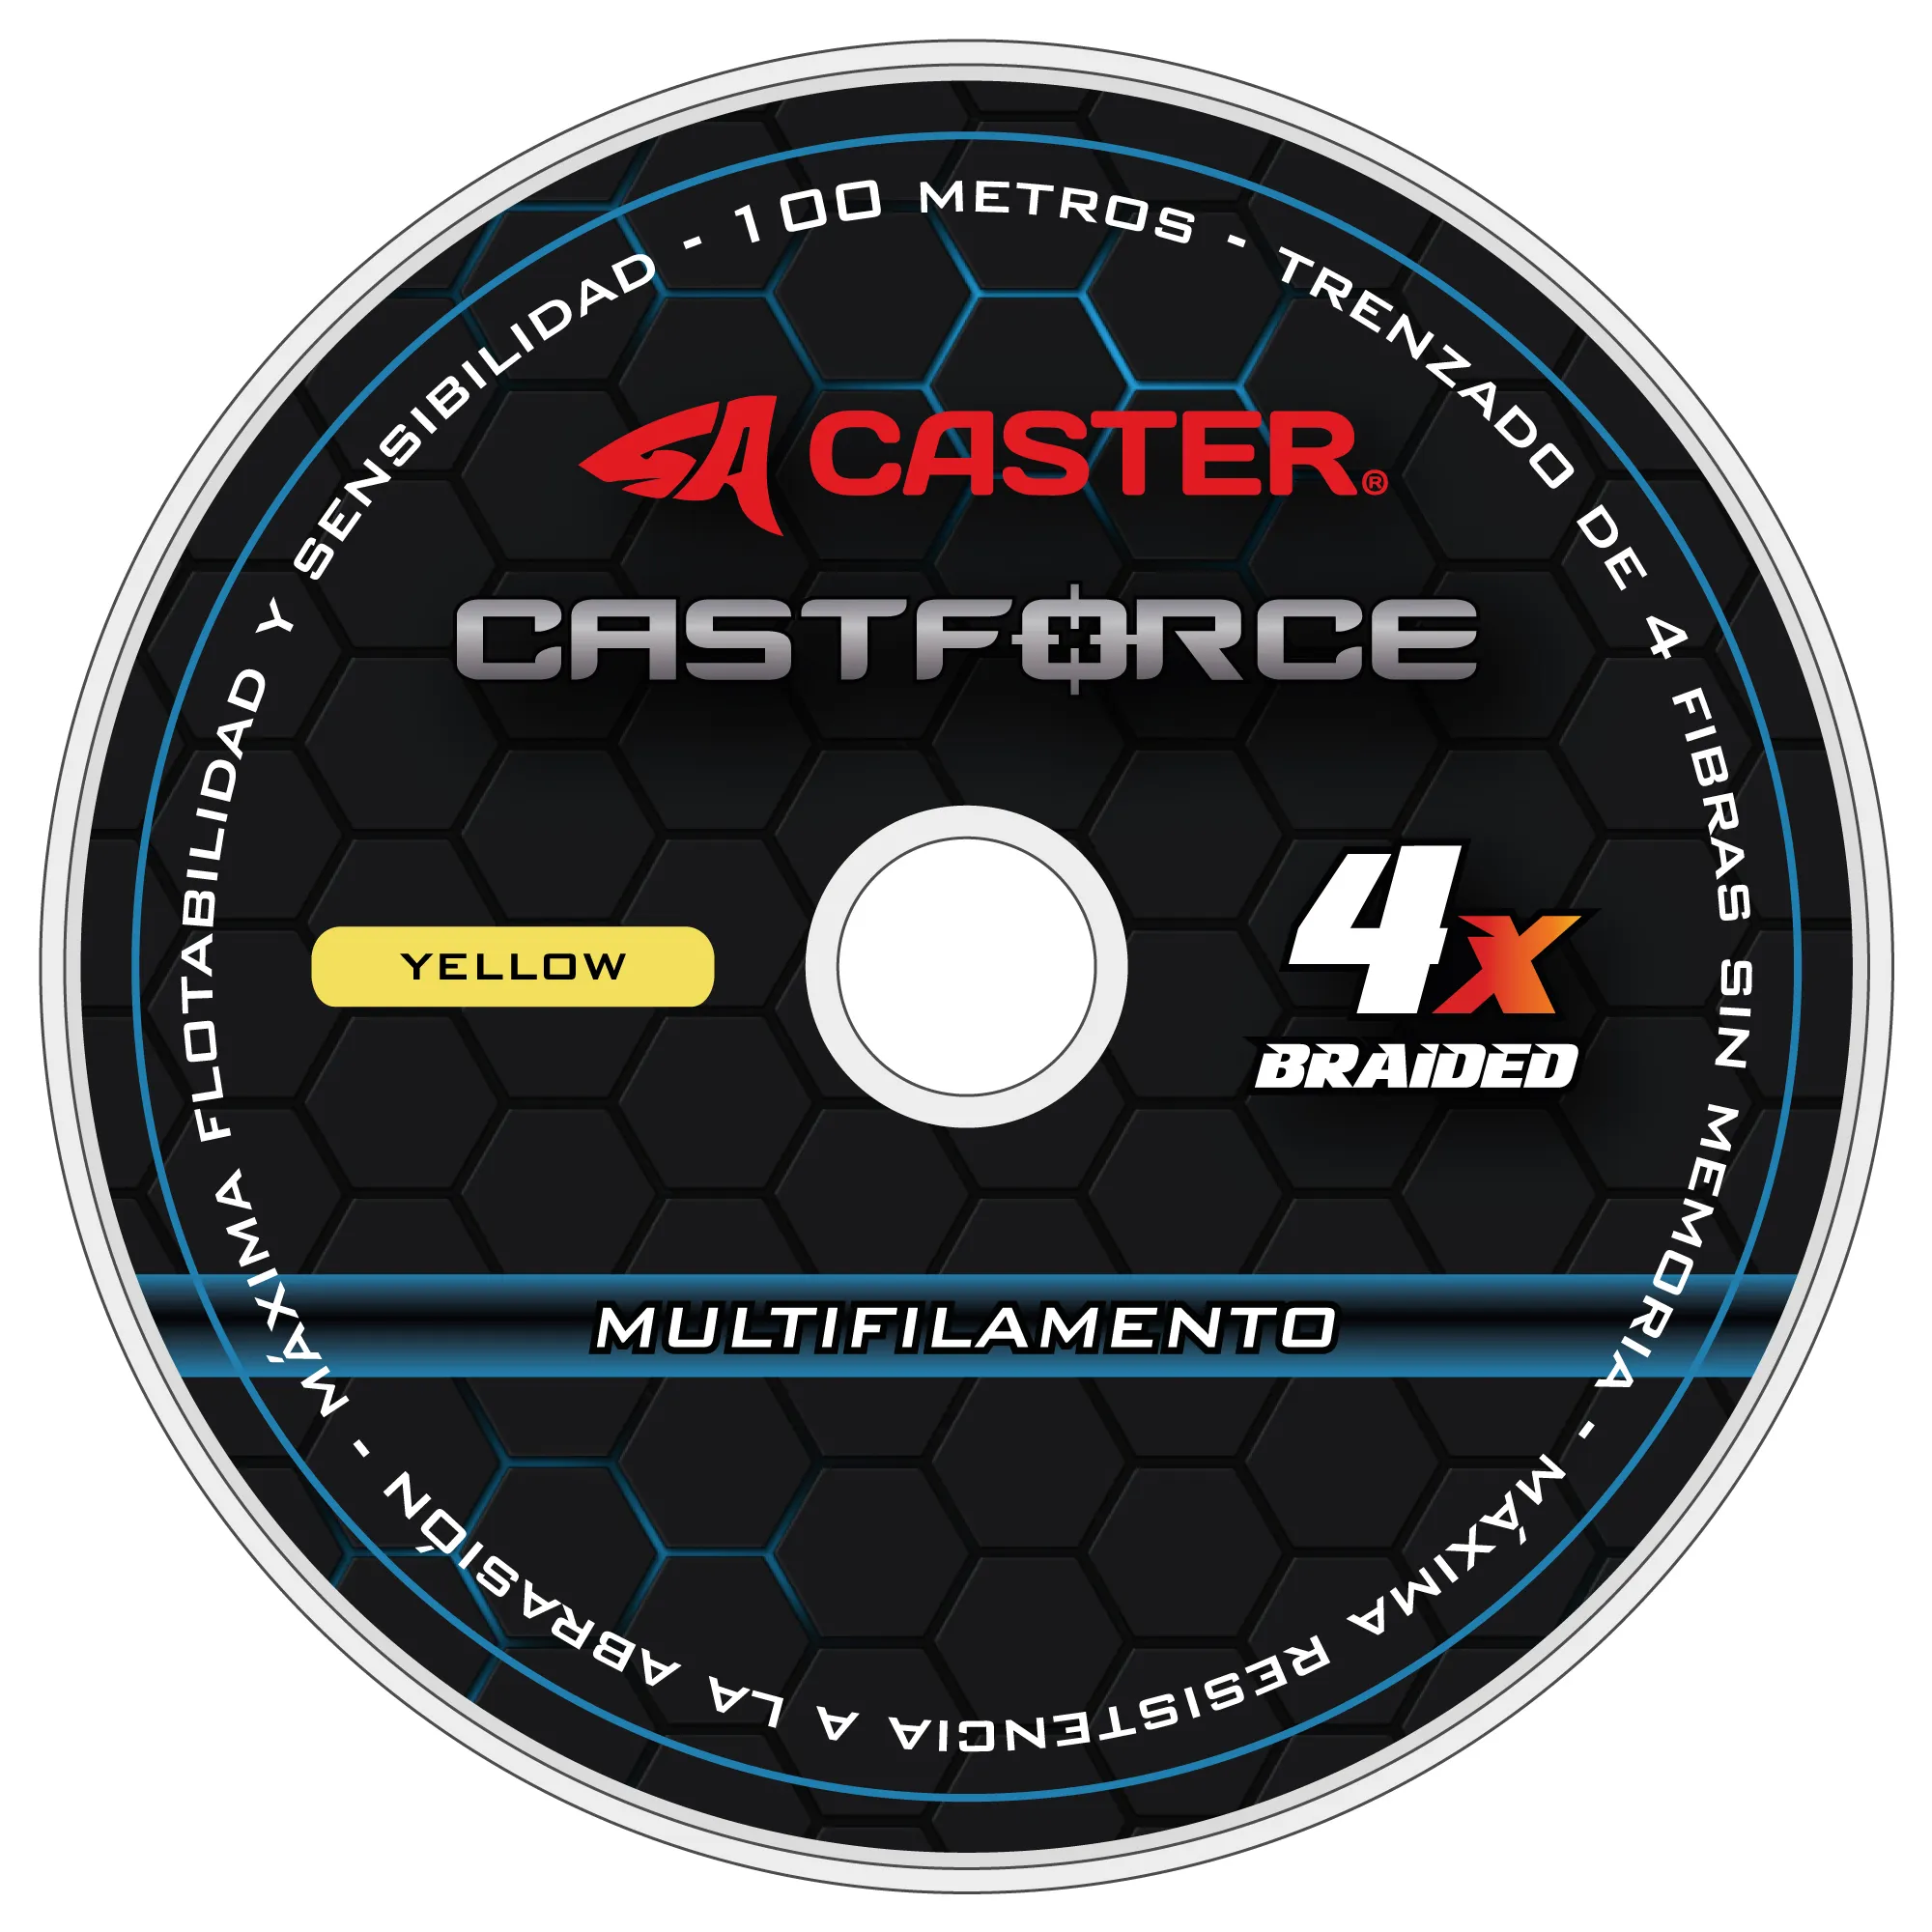 100 METROS - TRENZADO DE 4 FIBRAS SIN MEMORIA - MÁXIMA RESISTENCIA A LA ABRASIÓN - MÁXIMA FLOTABILIDAD Y SENSIBILIDAD -
CASTER®
CASTFORCE
YELLOW
4X
BRAIDED
MULTIFILAMENTO